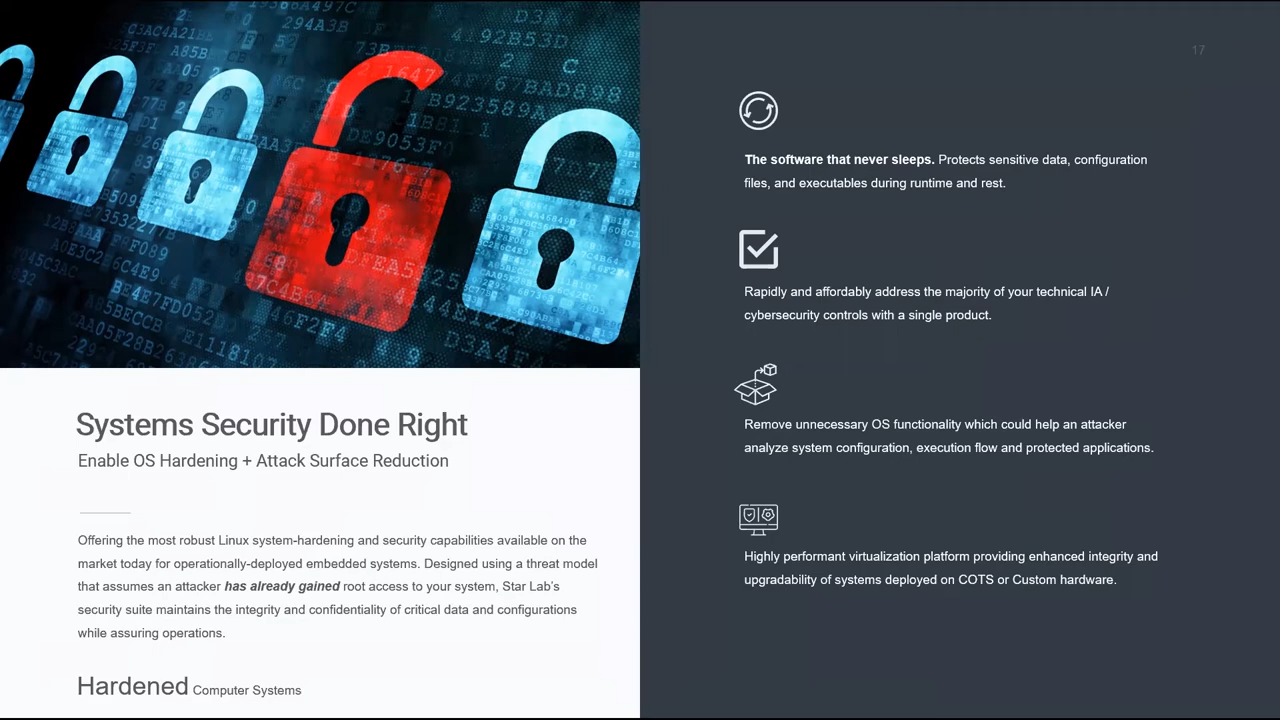 Systems Security Done Right
Enable OS Hardening + Attack Surface Reduction
Offering the most robust Linux system-hardening and security capabilities available on the
market today for operationally-deployed embedded systems. Designed using a threat model
that assumes an attacker has already gained root access to your system, Star Lab's
security suite maintains the integrity and confidentiality of critical data and configurations
while assuring operations.
Hardened Computer Systems
17
The software that never sleeps. Protects sensitive data, configuration
files, and executables during runtime and rest.
Rapidly and affordably address the majority of your technical IA /
cybersecurity controls with a single product.
Remove unnecessary OS functionality which could help an attacker
analyze system configuration, execution flow and protected applications.
Highly performant virtualization platform providing enhanced integrity and
upgradability of systems deployed on COTS or Custom hardware.